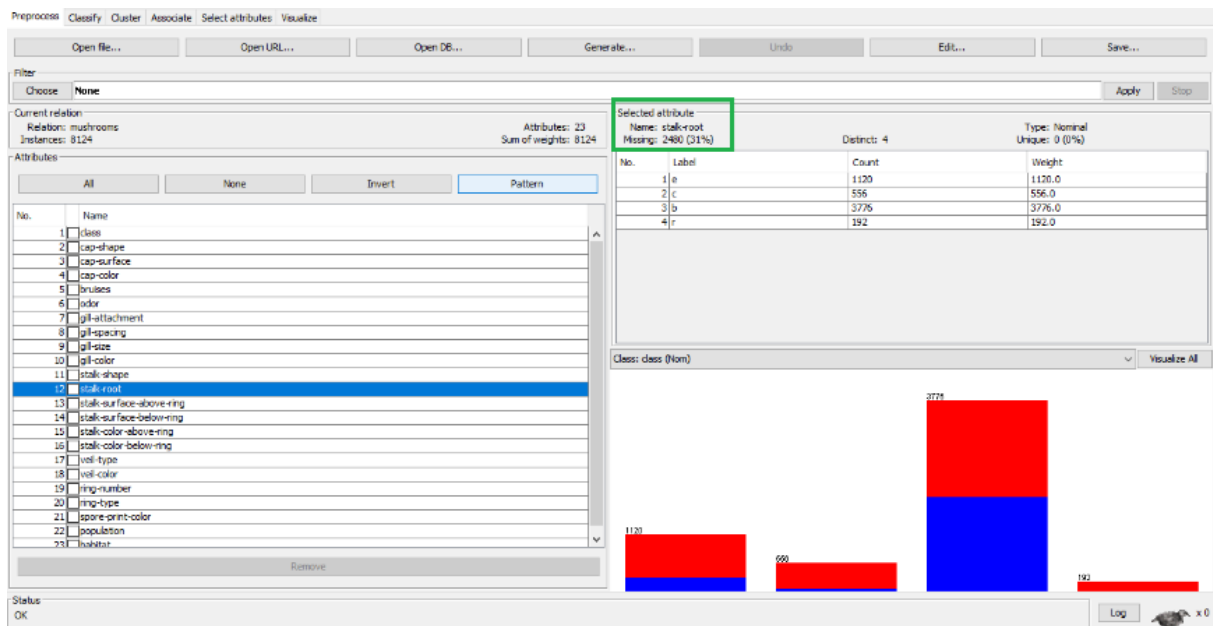 Preprocess Classify Cluster Associate Select attributes Visualize
Open file... Open URL... Open DB... Generate... Undo Edit... Save...
Filter
Choose None Apply Stop
Current relation
Relation: mushrooms Attributes: 23
Instances: 8124 Sum of weights: 8124
Attributes
All None Invert Pattern
No. Name
1 class
2 cap-shape
3 cap-surface
4 cap-color
5 bruises
6 odor
7 gill-attachment
8 gill-spacing
9 gill-size
10 gill-color
11 stalk-shape
12 stalk-root
13 stalk-surface-above-ring
14 stalk-surface-below-ring
15 stalk-color-above-ring
16 stalk-color-below-ring
17 veil-type
18 veil-color
19 ring-number
20 ring-type
21 spore-print-color
22 population
23 habitat
Remove
Selected attribute
Name: stalk-root Type: Nominal
Missing: 2480 (31%) Distinct: 4 Unique: 0 (0%)
No. Label Count Weight
1 e 1120 1120.0
2 c 556 556.0
3 b 3776 3776.0
4 r 192 192.0
Class: class (Nom) Visualize All
3776
1120
556
192
Status
OK Log x 0